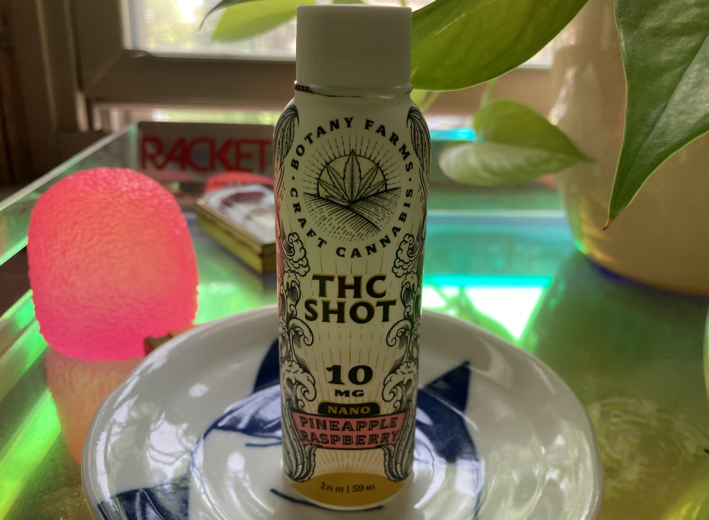 RACKET
BOTANY FARMS
CRAFT CANNABIS
THC
SHOT
10
MG
NANO
PINEAPPLE
RASPBERRY
2 FL OZ | 59 ML